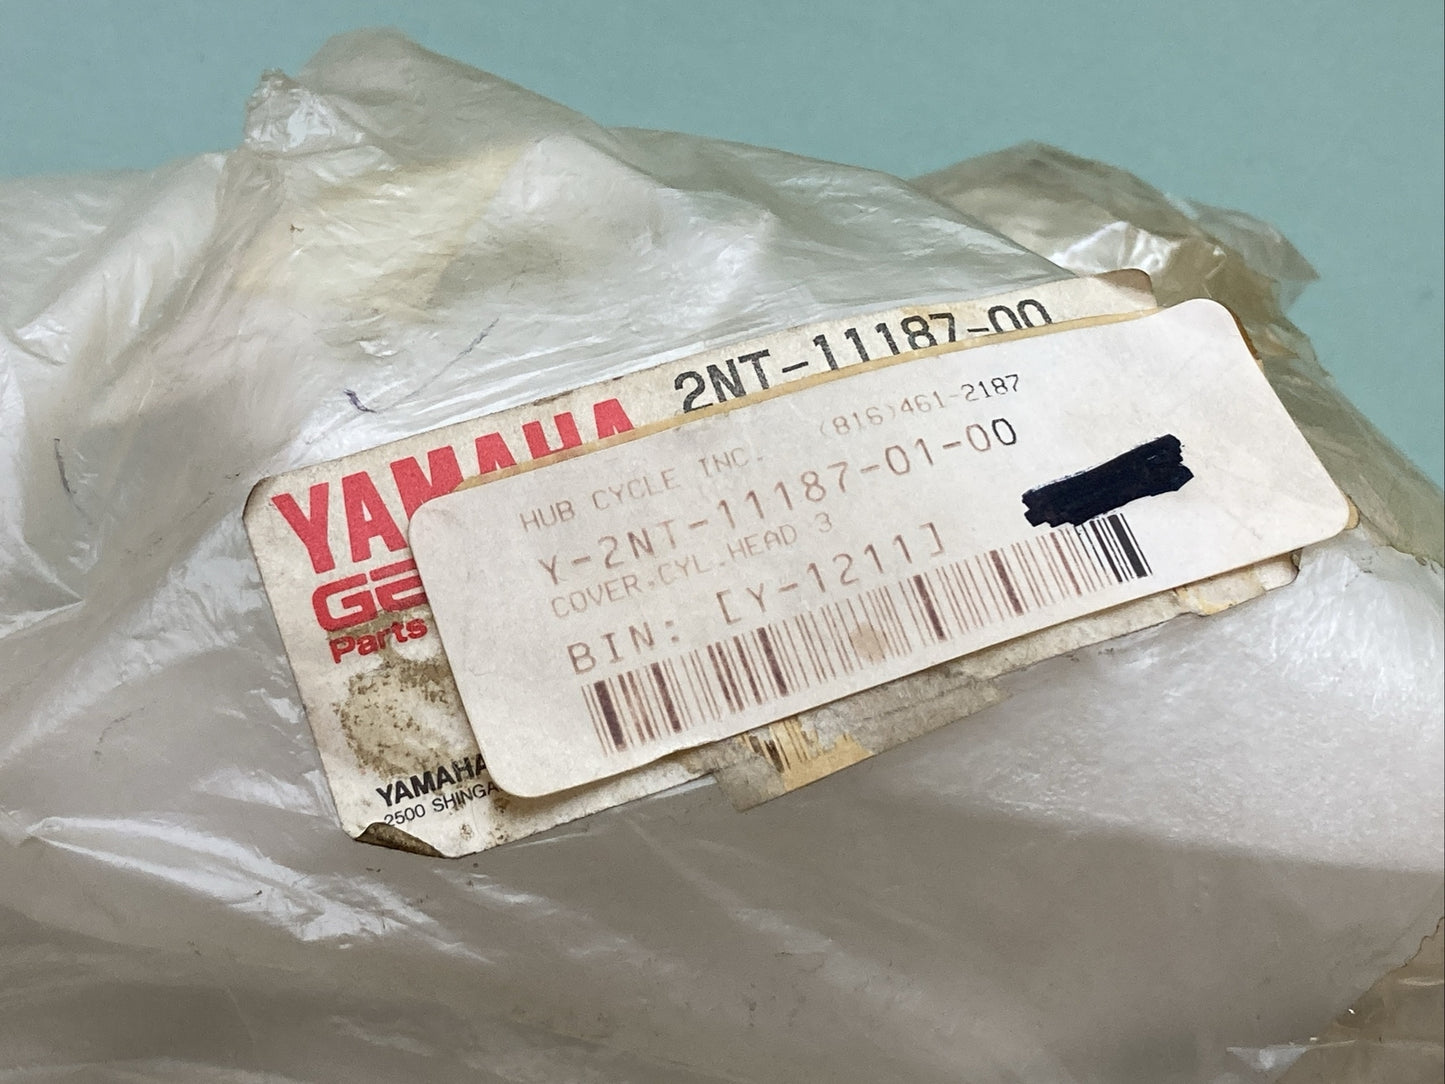 2NT-11187-00
YAMAHA
GE
Parts
HUB CYCLE INC. (816)461-2187
Y-2NT-11187-01-00
COVER,CYL.HEAD 3
BIN: [Y-1211]
YAMAHA
2500 SHINGA